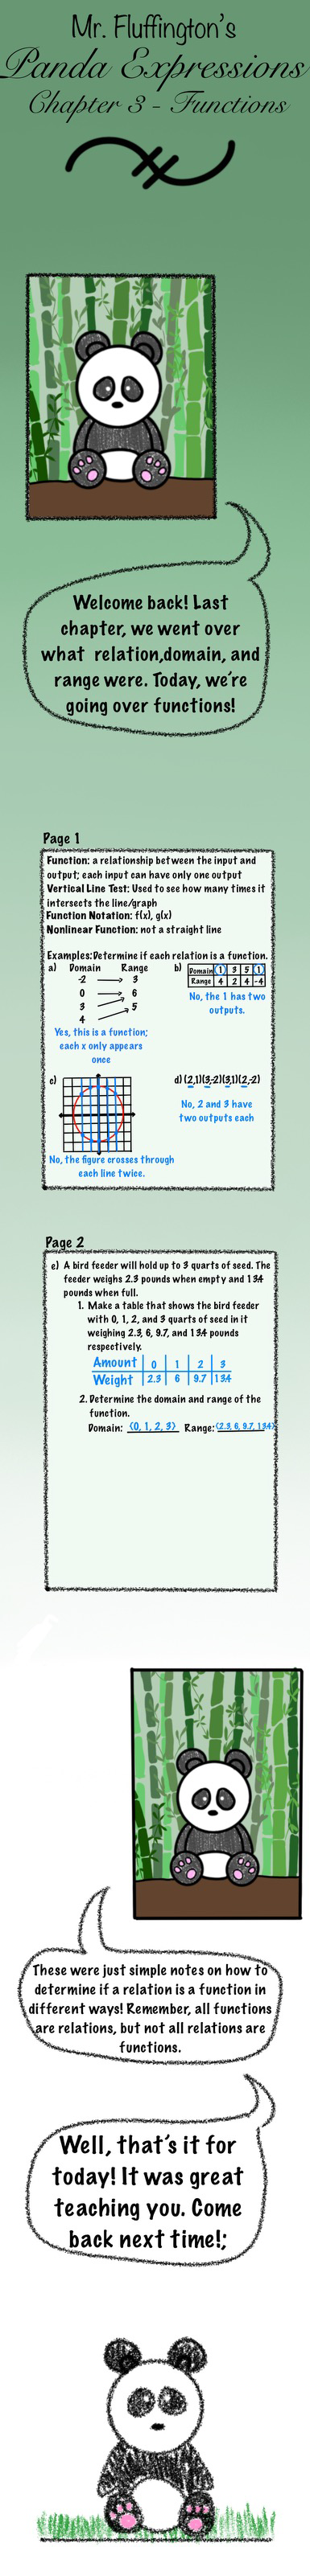 Mr. Fluffington's
Panda Expressions
Chapter 3 - Functions
Welcome back! Last
chapter, we went over
what relation,domain, and
range were. Today, we're
going over functions!
Page 1
Function: a relationship between the input and
output; each input can have only one output
Vertical Line Test: Used to see how many times it
intersects the line/graph
Function Notation: f(x), g(x)
Nonlinear Function: not a straight line
Examples:Determine if each relation is a function.
a) Domain Range
-2 3
0 6
3 5
4
Yes, this is a function;
each x only appears
once
b) Domain 1 3 5 1
Range 4 2 4 -4
No, the 1 has two
outputs.
c)
No, the figure crosses through
each line twice.
d) (2,1)(3,-2)(3,1)(2,-2)
No, 2 and 3 have
two outputs each
Page 2
e) A bird feeder will hold up to 3 quarts of seed. The
feeder weighs 2.3 pounds when empty and 13.4
pounds when full.
1. Make a table that shows the bird feeder
with 0, 1, 2, and 3 quarts of seed in it
weighing 2.3, 6, 9.7, and 13.4 pounds
respectively.
Amount 0 1 2 3
Weight 2.3 6 9.7 13.4
2. Determine the domain and range of the
function.
Domain: {0, 1, 2, 3} Range: {2.3, 6, 9.7, 13.4}
These were just simple notes on how to
determine if a relation is a function in
different ways! Remember, all functions
are relations, but not all relations are
functions.
Well, that's it for
today! It was great
teaching you. Come
back next time!;